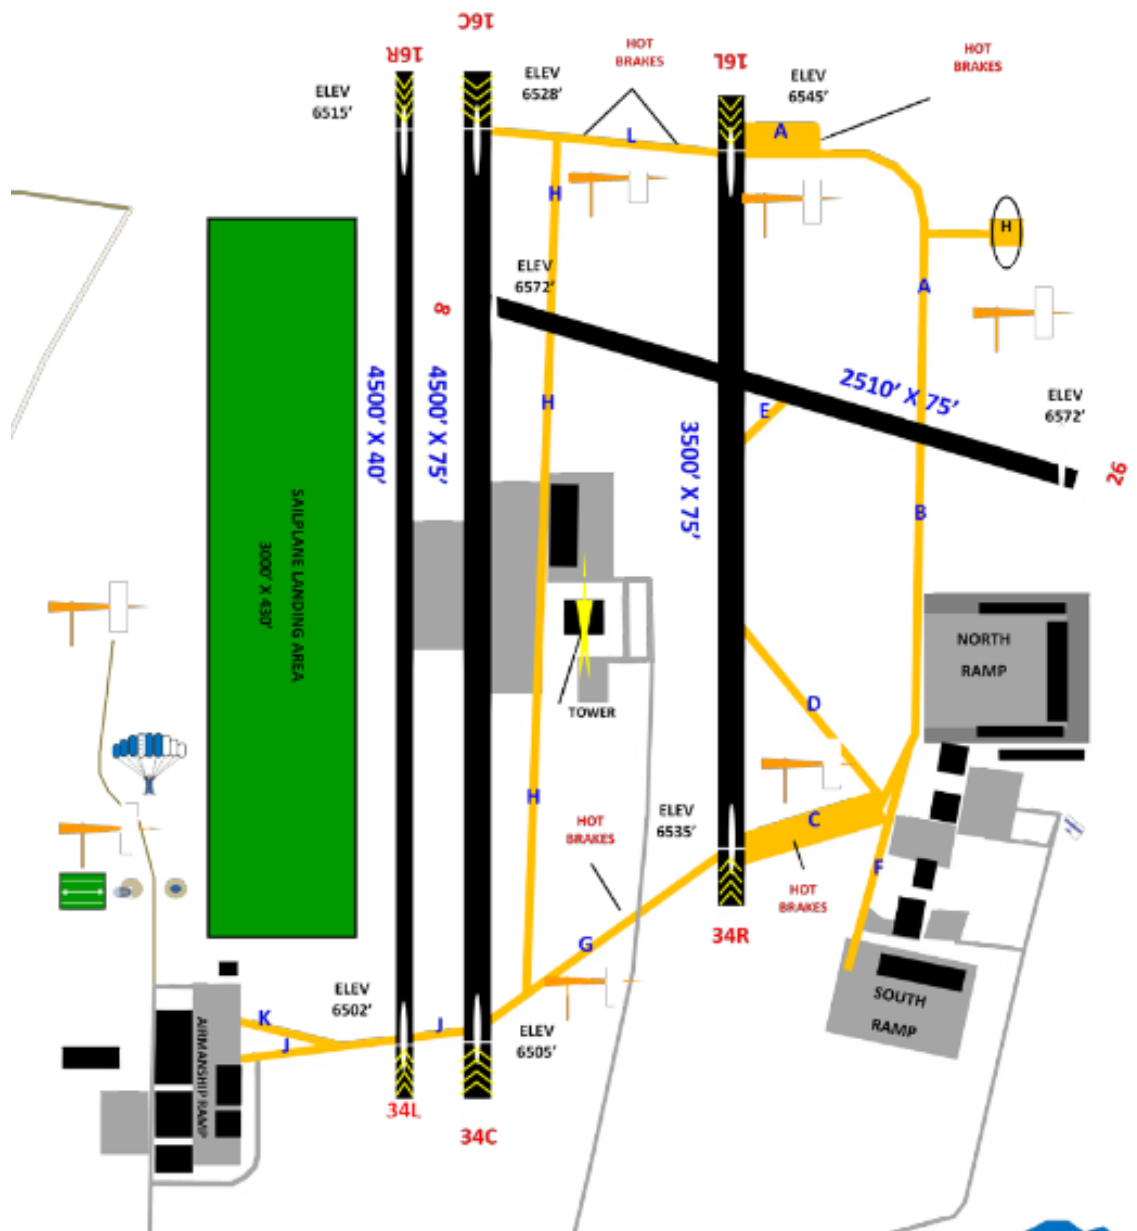 16C
16R
HOT
BRAKES
16L
HOT
BRAKES
ELEV
6515'
ELEV
6528'
ELEV
6545'
A
L
H
H
ELEV
6572'
A
8
4500' X 40'
4500' X 75'
2510' X 75'
ELEV
6572'
H
E
3500' X 75'
26
SAILPLANE LANDING AREA
3000' X 430'
B
NORTH
RAMP
TOWER
D
H
HOT
BRAKES
ELEV
6535'
C
F
HOT
BRAKES
34R
G
ELEV
6502'
K
J
J
ELEV
6505'
SOUTH
RAMP
AIRMANSHIP RAMP
34L
34C